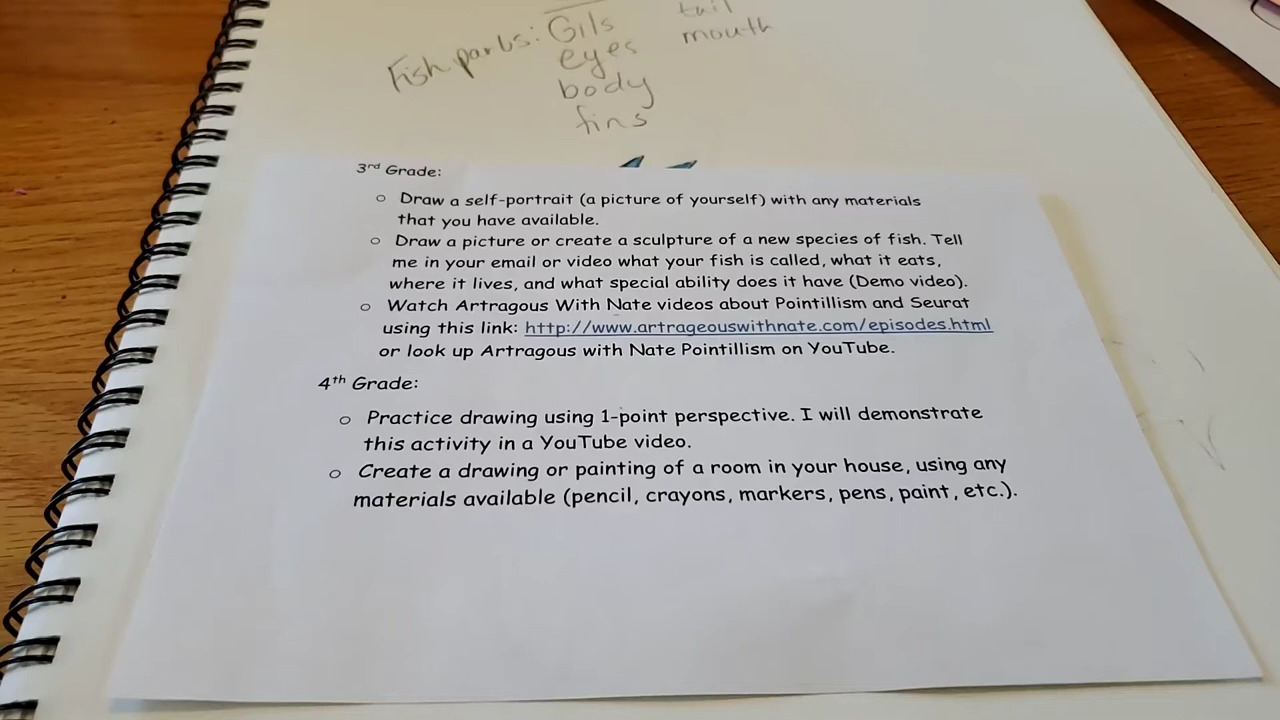 Fish parts: Gils tail
eyes mouth
body
fins
3rd Grade:
○ Draw a self-portrait (a picture of yourself) with any materials
that you have available.
○ Draw a picture or create a sculpture of a new species of fish. Tell
me in your email or video what your fish is called, what it eats,
where it lives, and what special ability does it have (Demo video).
○ Watch Artragous With Nate videos about Pointillism and Seurat
using this link: http://www.artrageouswithnate.com/episodes.html
or look up Artragous with Nate Pointillism on YouTube.
4th Grade:
○ Practice drawing using 1-point perspective. I will demonstrate
this activity in a YouTube video.
○ Create a drawing or painting of a room in your house, using any
materials available (pencil, crayons, markers, pens, paint, etc.).